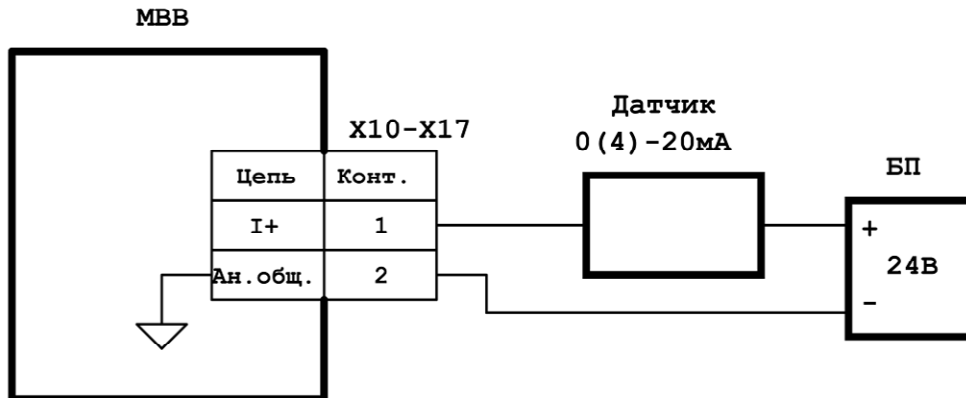 МВВ
Х10-Х17
Датчик
0(4)-20мА
БП
Цепь Конт.
I+ 1
Ан.общ. 2
+
24В
-